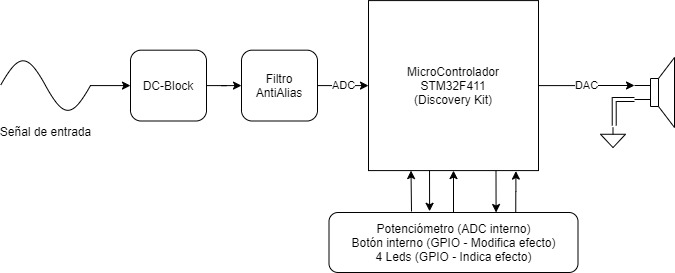 Señal de entrada
DC-Block
Filtro
AntiAlias
ADC
MicroControlador
STM32F411
(Discovery Kit)
DAC
Potenciómetro (ADC interno)
Botón interno (GPIO - Modifica efecto)
4 Leds (GPIO - Indica efecto)